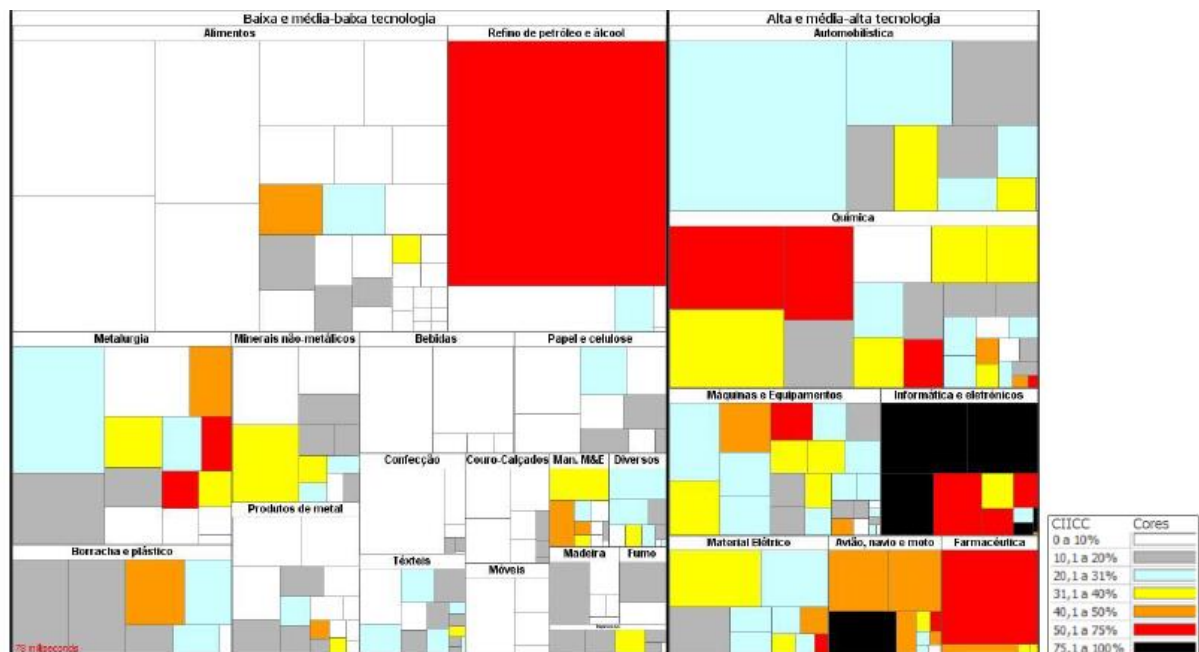 Baixa e média-baixa tecnologia
Alta e média-alta tecnologia
Alimentos
Refino de petróleo e álcool
Automobilística
Química
Metalurgia
Minerais não-metálicos
Bebidas
Papel e celulose
Máquinas e Equipamentos
Informática e eletrônicos
Confecção
Couro-Calçados
Man. M&E
Diversos
Produtos de metal
Borracha e plástico
Têxteis
Móveis
Madeira
Fumo
Material Elétrico
Avião, navio e moto
Farmacêutica
78 milliseconds
CIICC Cores
0 a 10%
10,1 a 20%
20,1 a 31%
31,1 a 40%
40,1 a 50%
50,1 a 75%
75,1 a 100%